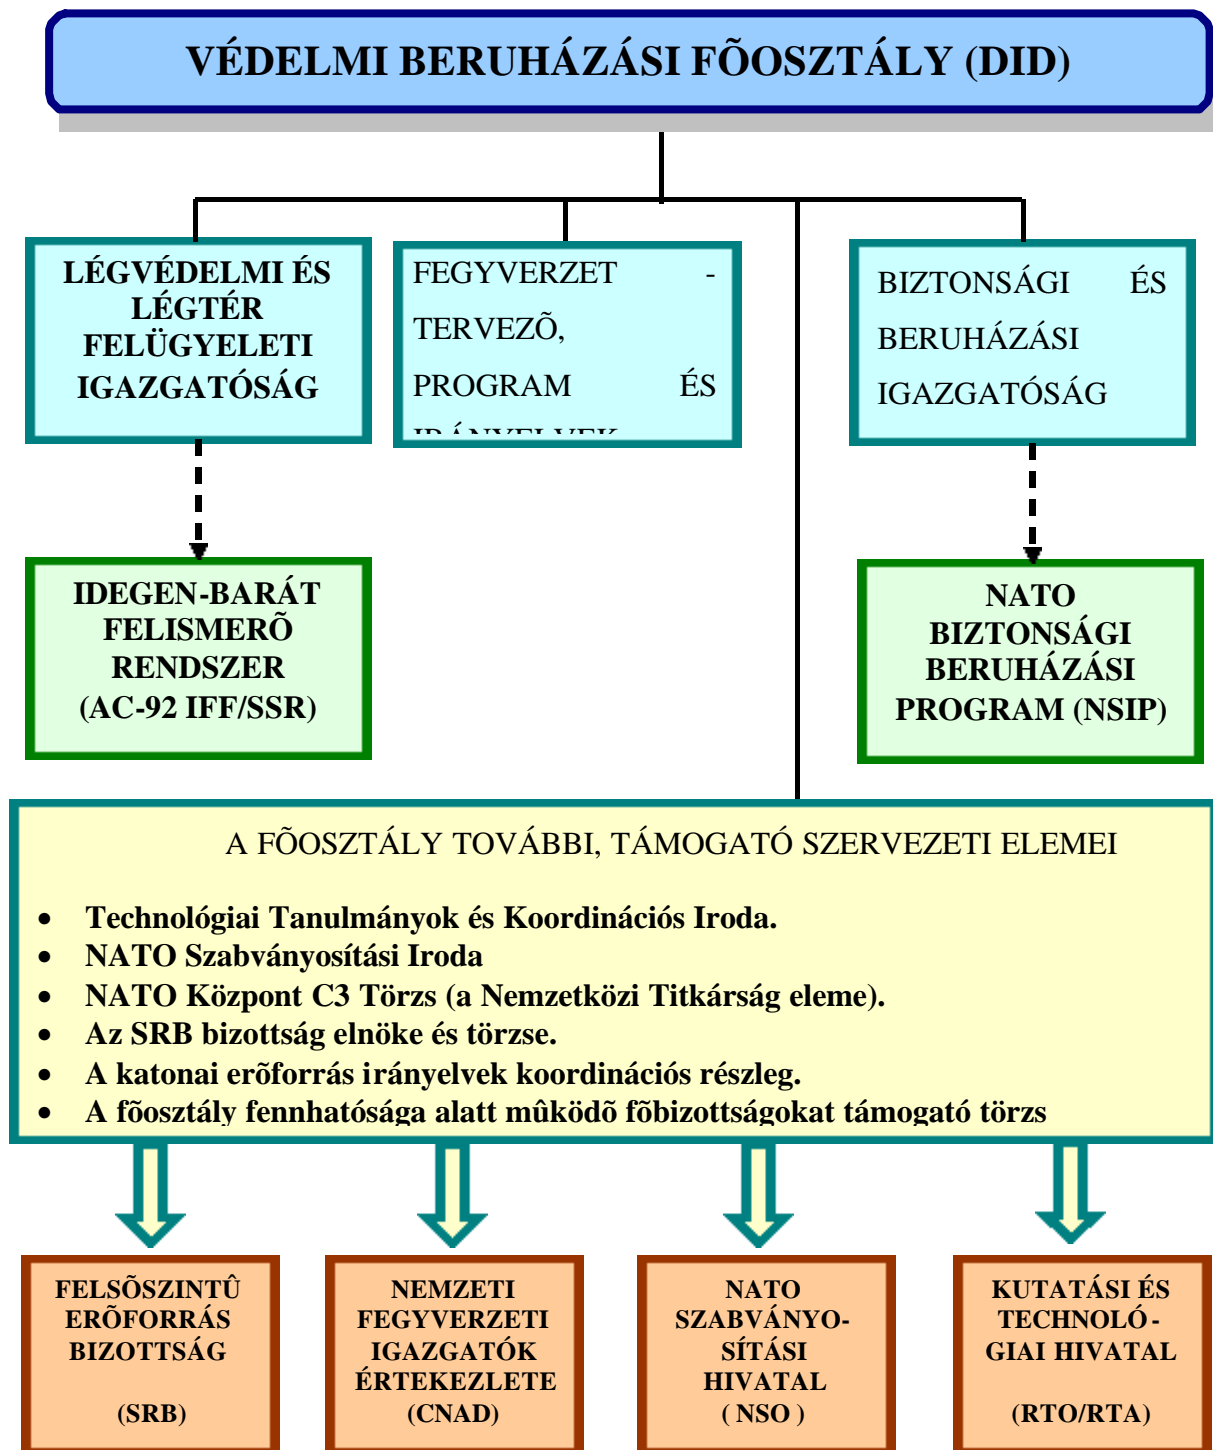 VÉDELMI BERUHÁZÁSI FÕOSZTÁLY (DID)
LÉGVÉDELMI ÉS
LÉGTÉR
FELÜGYELETI
IGAZGATÓSÁG
FEGYVERZET -
TERVEZÕ,
PROGRAM ÉS
IRÁNYELVEK
BIZTONSÁGI ÉS
BERUHÁZÁSI
IGAZGATÓSÁG
IDEGEN-BARÁT
FELISMERÕ
RENDSZER
(AC-92 IFF/SSR)
NATO
BIZTONSÁGI
BERUHÁZÁSI
PROGRAM (NSIP)
A FÕOSZTÁLY TOVÁBBI, TÁMOGATÓ SZERVEZETI ELEMEI
• Technológiai Tanulmányok és Koordinációs Iroda.
• NATO Szabványosítási Iroda
• NATO Központ C3 Törzs (a Nemzetközi Titkárság eleme).
• Az SRB bizottság elnöke és törzse.
• A katonai erõforrás irányelvek koordinációs részleg.
• A fõosztály fennhatósága alatt mûködõ fõbizottságokat támogató törzs
FELSÕSZINTÛ
ERÕFORRÁS
BIZOTTSÁG
(SRB)
NEMZETI
FEGYVERZETI
IGAZGATÓK
ÉRTEKEZLETE
(CNAD)
NATO
SZABVÁNYO-
SÍTÁSI
HIVATAL
( NSO )
KUTATÁSI ÉS
TECHNOLÓ -
GIAI HIVATAL
(RTO/RTA)